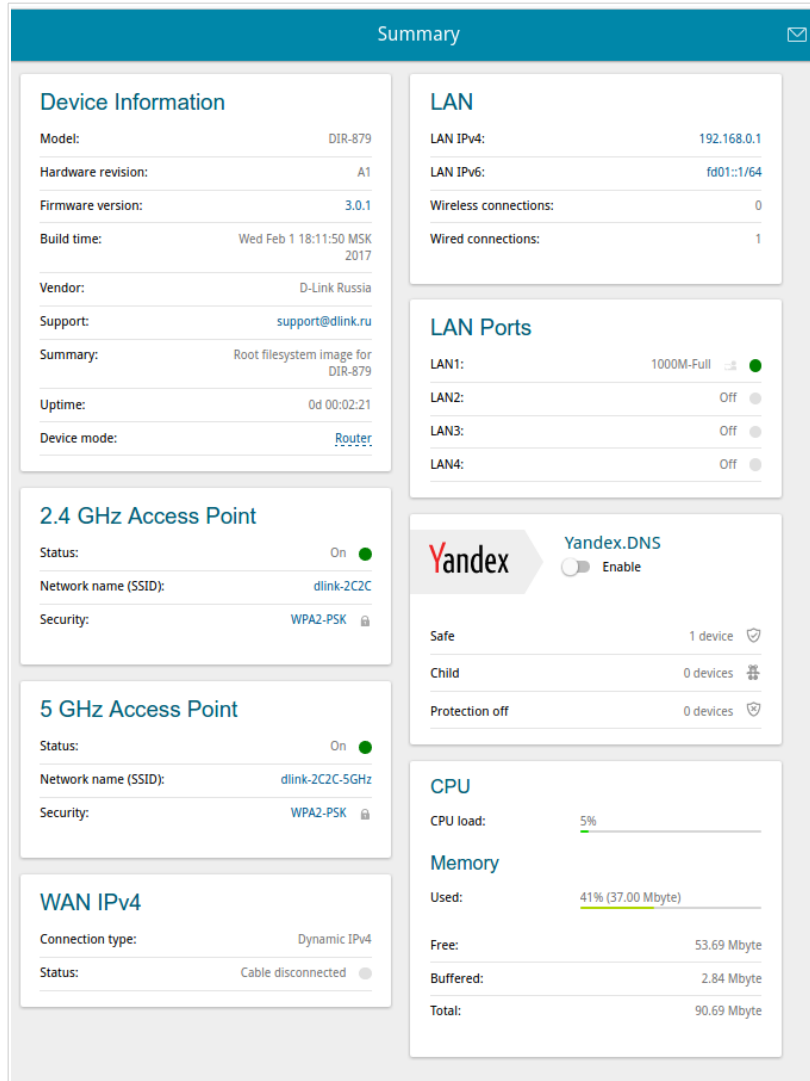 Summary
Device Information
Model: DIR-879
Hardware revision: A1
Firmware version: 3.0.1
Build time: Wed Feb 1 18:11:50 MSK
2017
Vendor: D-Link Russia
Support: support@dlink.ru
Summary: Root filesystem image for
DIR-879
Uptime: 0d 00:02:21
Device mode: Router
2.4 GHz Access Point
Status: On
Network name (SSID): dlink-2C2C
Security: WPA2-PSK
5 GHz Access Point
Status: On
Network name (SSID): dlink-2C2C-5GHz
Security: WPA2-PSK
WAN IPv4
Connection type: Dynamic IPv4
Status: Cable disconnected
LAN
LAN IPv4: 192.168.0.1
LAN IPv6: fd01::1/64
Wireless connections: 0
Wired connections: 1
LAN Ports
LAN1: 1000M-Full
LAN2: Off
LAN3: Off
LAN4: Off
Yandex
Yandex.DNS
Enable
Safe 1 device
Child 0 devices
Protection off 0 devices
CPU
CPU load: 5%
Memory
Used: 41% (37.00 Mbyte)
Free: 53.69 Mbyte
Buffered: 2.84 Mbyte
Total: 90.69 Mbyte